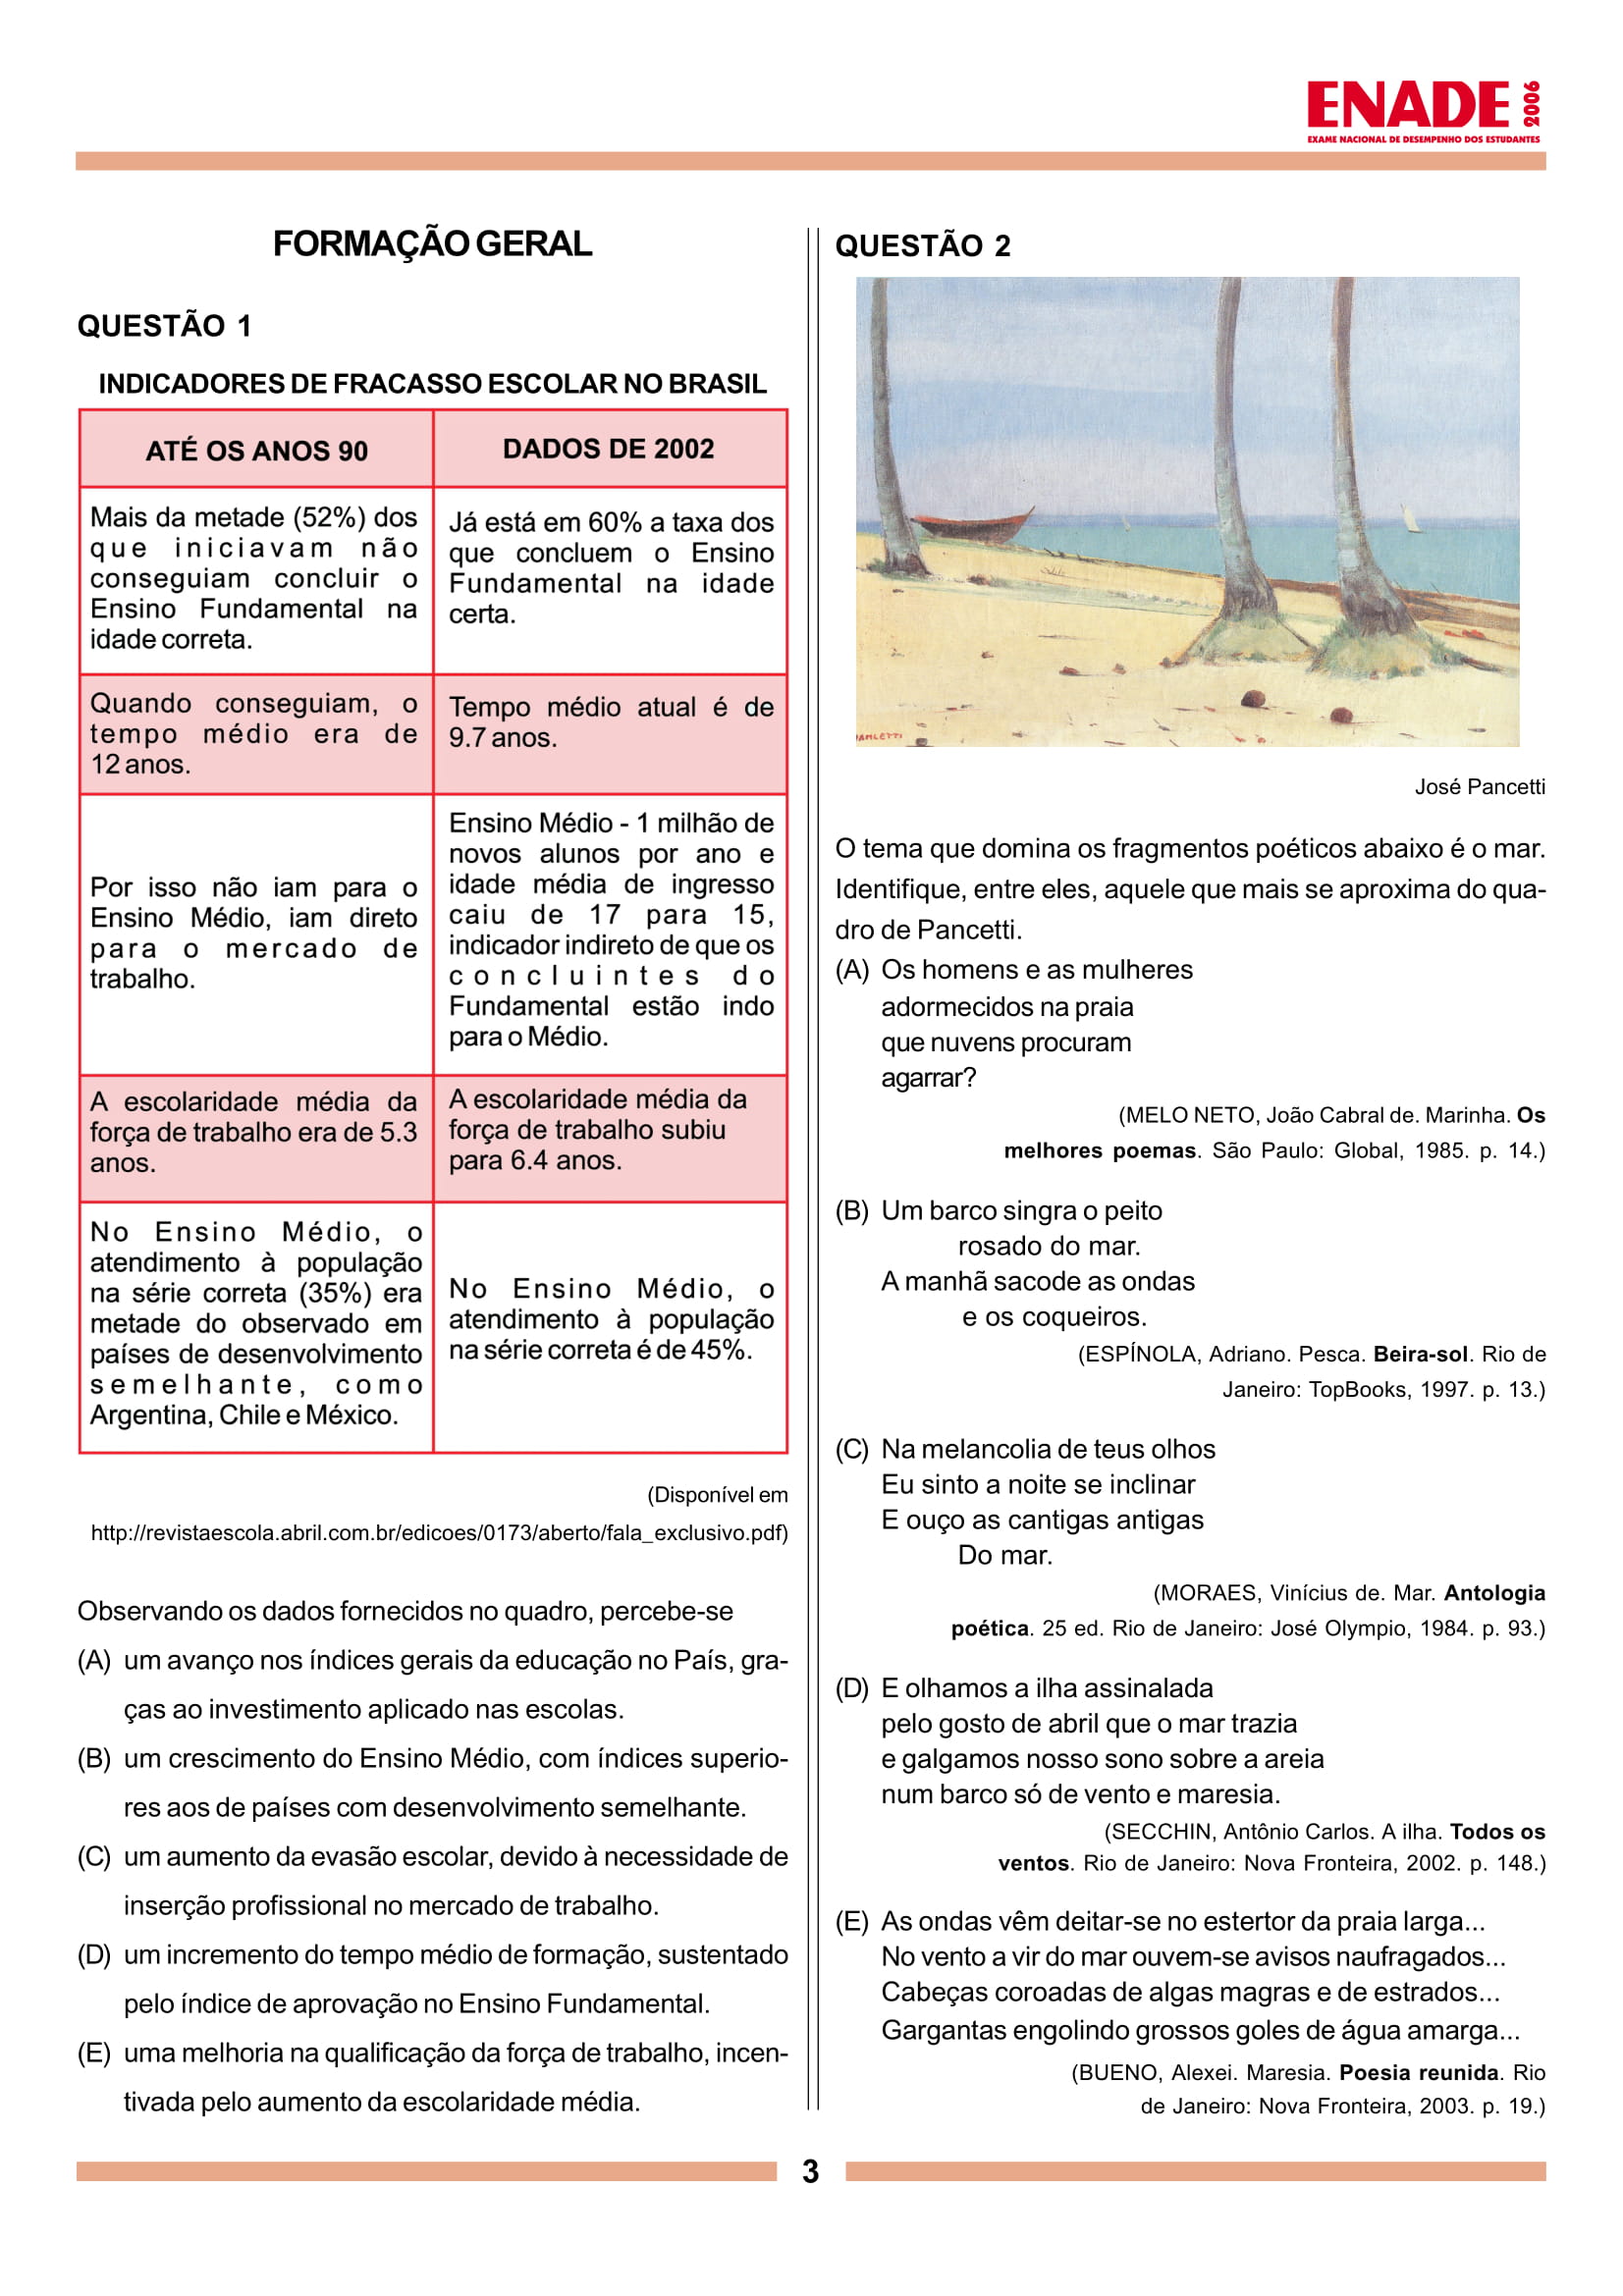 ENADE 2006
EXAME NACIONAL DE DESEMPENHO DOS ESTUDANTES
FORMAÇÃO GERAL
QUESTÃO 1
INDICADORES DE FRACASSO ESCOLAR NO BRASIL
ATÉ OS ANOS 90
DADOS DE 2002
Mais da metade (52%) dos
que iniciavam não
conseguiam concluir o
Ensino Fundamental na
idade correta.
Já está em 60% a taxa dos
que concluem o Ensino
Fundamental na idade
certa.
Quando conseguiam, o
tempo médio era de
12 anos.
Tempo médio atual é de
9.7 anos.
Por isso não iam para o
Ensino Médio, iam direto
para o mercado de
trabalho.
Ensino Médio - 1 milhão de
novos alunos por ano e
idade média de ingresso
caiu de 17 para 15,
indicador indireto de que os
concluintes do
Fundamental estão indo
para o Médio.
A escolaridade média da
força de trabalho era de 5.3
anos.
A escolaridade média da
força de trabalho subiu
para 6.4 anos.
No Ensino Médio, o
atendimento à população
na série correta (35%) era
metade do observado em
países de desenvolvimento
semelhante, como
Argentina, Chile e México.
No Ensino Médio, o
atendimento à população
na série correta é de 45%.
(Disponível em
http://revistaescola.abril.com.br/edicoes/0173/aberto/fala_exclusivo.pdf)
Observando os dados fornecidos no quadro, percebe-se
(A) um avanço nos índices gerais da educação no País, gra-
ças ao investimento aplicado nas escolas.
(B) um crescimento do Ensino Médio, com índices superio-
res aos de países com desenvolvimento semelhante.
(C) um aumento da evasão escolar, devido à necessidade de
inserção profissional no mercado de trabalho.
(D) um incremento do tempo médio de formação, sustentado
pelo índice de aprovação no Ensino Fundamental.
(E) uma melhoria na qualificação da força de trabalho, incen-
tivada pelo aumento da escolaridade média.
QUESTÃO 2
José Pancetti
O tema que domina os fragmentos poéticos abaixo é o mar.
Identifique, entre eles, aquele que mais se aproxima do qua-
dro de Pancetti.
(A) Os homens e as mulheres
adormecidos na praia
que nuvens procuram
agarrar?
(MELO NETO, João Cabral de. Marinha. Os
melhores poemas. São Paulo: Global, 1985. p. 14.)
(B) Um barco singra o peito
rosado do mar.
A manhã sacode as ondas
e os coqueiros.
(ESPÍNOLA, Adriano. Pesca. Beira-sol. Rio de
Janeiro: TopBooks, 1997. p. 13.)
(C) Na melancolia de teus olhos
Eu sinto a noite se inclinar
E ouço as cantigas antigas
Do mar.
(MORAES, Vinícius de. Mar. Antologia
poética. 25 ed. Rio de Janeiro: José Olympio, 1984. p. 93.)
(D) E olhamos a ilha assinalada
pelo gosto de abril que o mar trazia
e galgamos nosso sono sobre a areia
num barco só de vento e maresia.
(SECCHIN, Antônio Carlos. A ilha. Todos os
ventos. Rio de Janeiro: Nova Fronteira, 2002. p. 148.)
(E) As ondas vêm deitar-se no estertor da praia larga...
No vento a vir do mar ouvem-se avisos naufragados...
Cabeças coroadas de algas magras e de estrados...
Gargantas engolindo grossos goles de água amarga...
(BUENO, Alexei. Maresia. Poesia reunida. Rio
de Janeiro: Nova Fronteira, 2003. p. 19.)
3